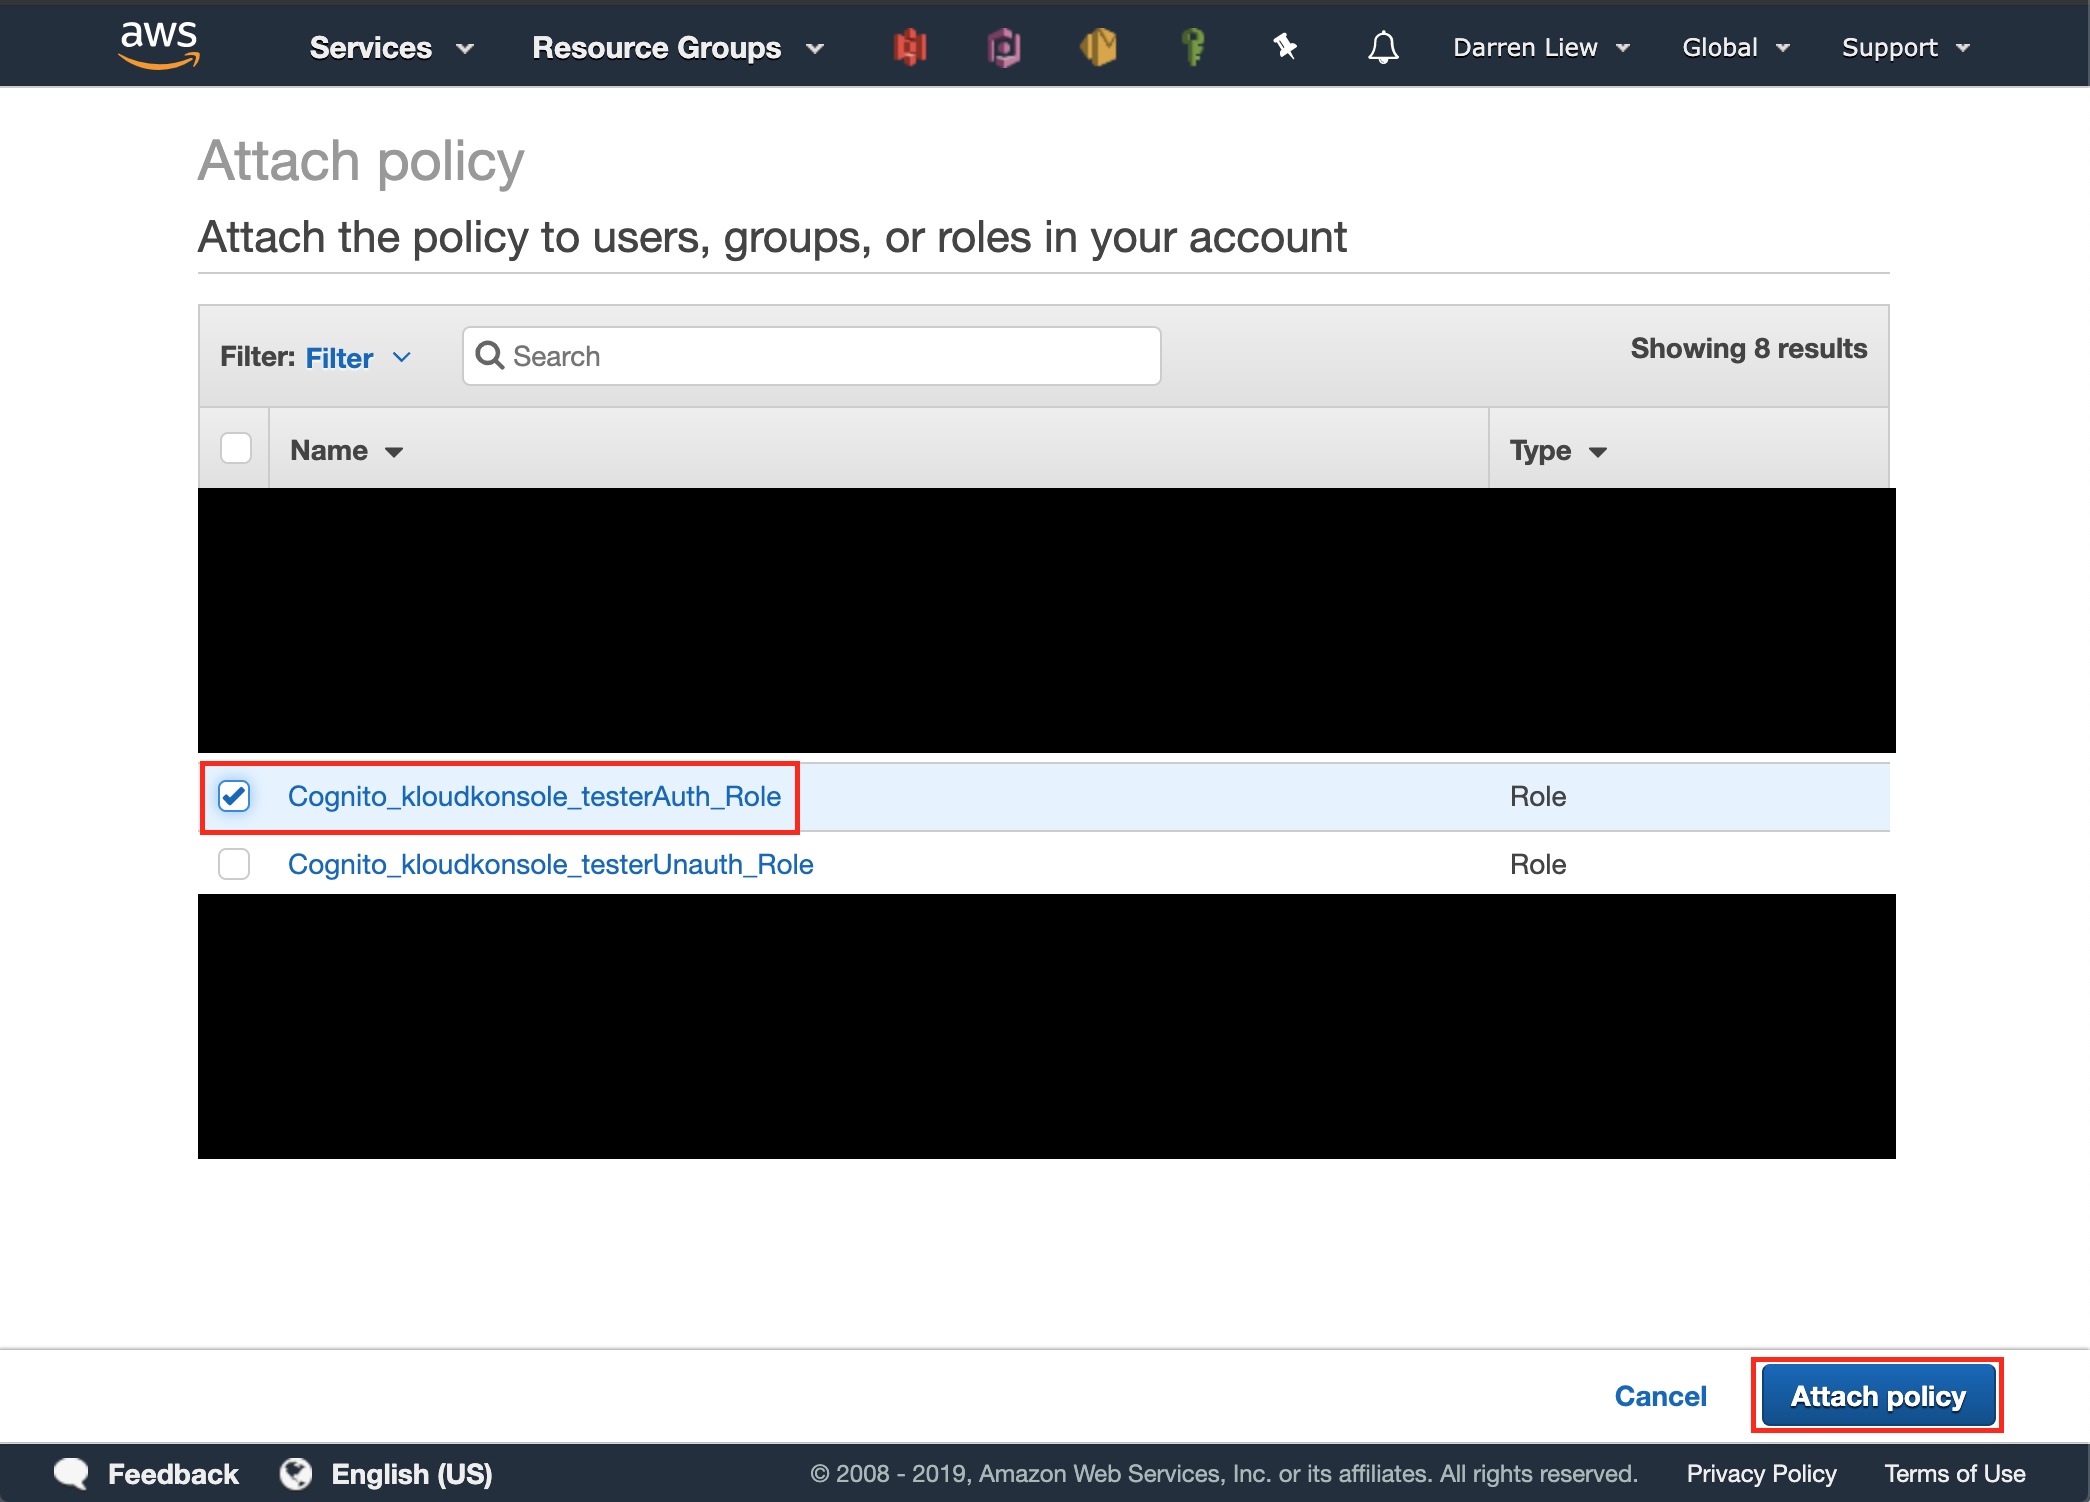 aws Services Resource Groups Darren Liew Global Support
Attach policy
Attach the policy to users, groups, or roles in your account
Filter: Filter Search Showing 8 results
Name Type
Cognito_kloudkonsole_testerAuth_Role Role
Cognito_kloudkonsole_testerUnauth_Role Role
Cancel Attach policy
Feedback English (US) © 2008 - 2019, Amazon Web Services, Inc. or its affiliates. All rights reserved. Privacy Policy Terms of Use